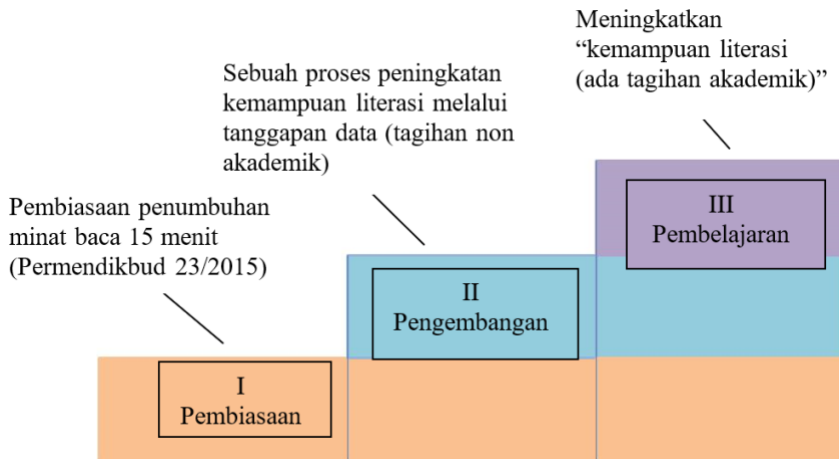 Meningkatkan
“kemampuan literasi
(ada tagihan akademik)”
Sebuah proses peningkatan
kemampuan literasi melalui
tanggapan data (tagihan non
akademik)
Pembiasaan penumbuhan
minat baca 15 menit
(Permendikbud 23/2015)
III
Pembelajaran
II
Pengembangan
I
Pembiasaan